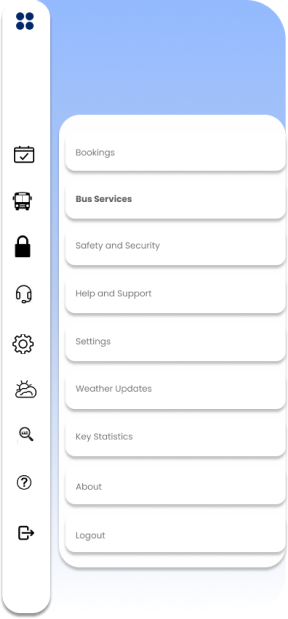 Bookings
Bus Services
Safety and Security
Help and Support
Settings
Weather Updates
Key Statistics
About
Logout